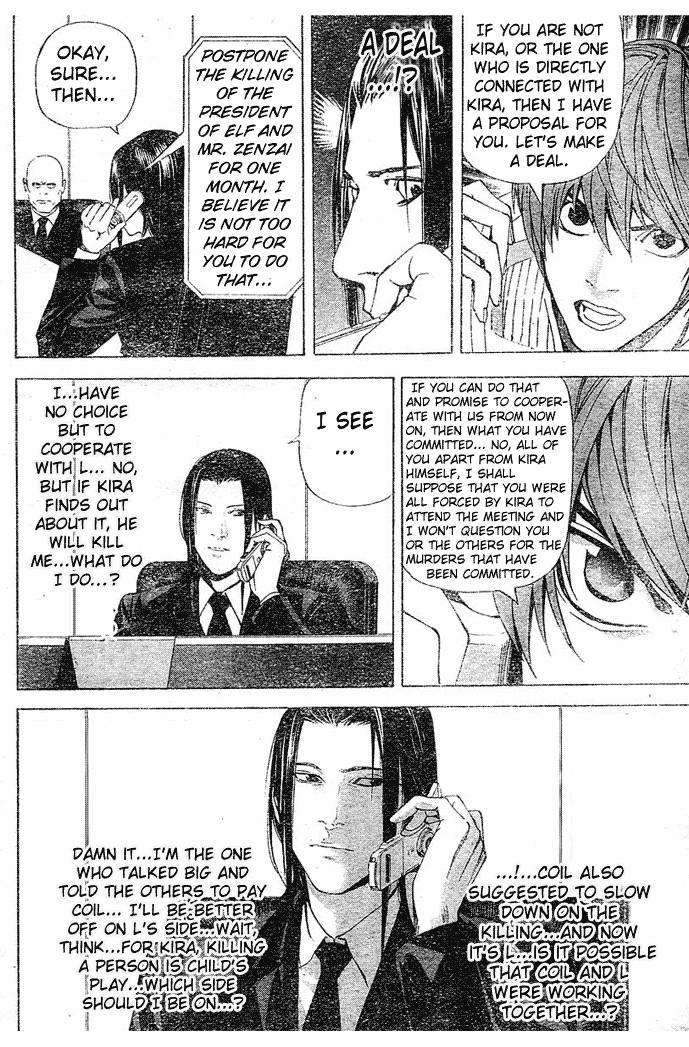 IF YOU ARE NOT
KIRA, OR THE ONE
WHO IS DIRECTLY
CONNECTED WITH
KIRA, THEN I HAVE
A PROPOSAL FOR
YOU. LET'S MAKE
A DEAL.
A DEAL
....!?
POSTPONE
THE KILLING
OF THE
PRESIDENT
OF ELF AND
MR. ZENZAI
FOR ONE
MONTH. I
BELIEVE IT
IS NOT TOO
HARD FOR
YOU TO DO
THAT...
OKAY,
SURE...
THEN...
IF YOU CAN DO THAT
AND PROMISE TO COOPER-
ATE WITH US FROM NOW
ON, THEN WHAT YOU HAVE
COMMITTED... NO, ALL OF
YOU APART FROM KIRA
HIMSELF, I SHALL
SUPPOSE THAT YOU WERE
ALL FORCED BY KIRA TO
ATTEND THE MEETING AND
I WON'T QUESTION YOU
OR THE OTHERS FOR THE
MURDERS THAT HAVE
BEEN COMMITTED.
I SEE
...
I...HAVE
NO CHOICE
BUT TO
COOPERATE
WITH L... NO,
BUT IF KIRA
FINDS OUT
ABOUT IT, HE
WILL KILL
ME...WHAT DO
I DO...?
...!...COIL ALSO
SUGGESTED TO SLOW
DOWN ON THE
KILLING...AND NOW
IT'S L...IS IT POSSIBLE
THAT COIL AND L
WERE WORKING
TOGETHER...?
DAMN IT...I'M THE ONE
WHO TALKED BIG AND
TOLD THE OTHERS TO PAY
COIL... I'LL BE BETTER
OFF ON L'S SIDE...WAIT,
THINK...FOR KIRA, KILLING
A PERSON IS CHILD'S
PLAY...WHICH SIDE
SHOULD I BE ON...?